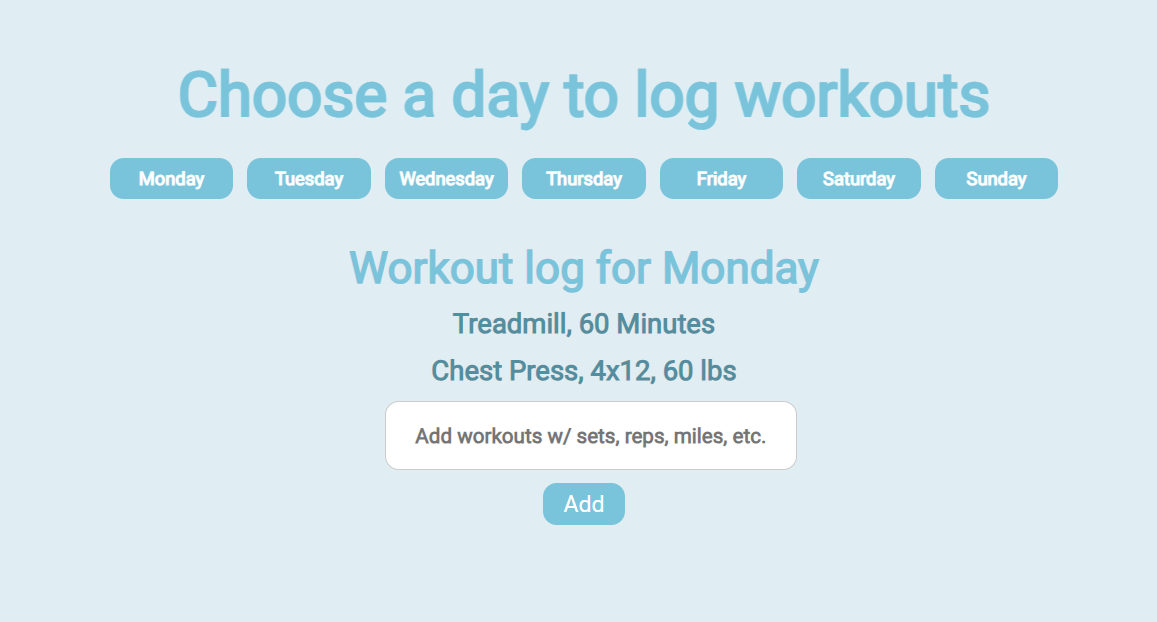 Choose a day to log workouts
Monday Tuesday Wednesday Thursday Friday Saturday Sunday
Workout log for Monday
Treadmill, 60 Minutes
Chest Press, 4x12, 60 lbs
Add workouts w/ sets, reps, miles, etc.
Add